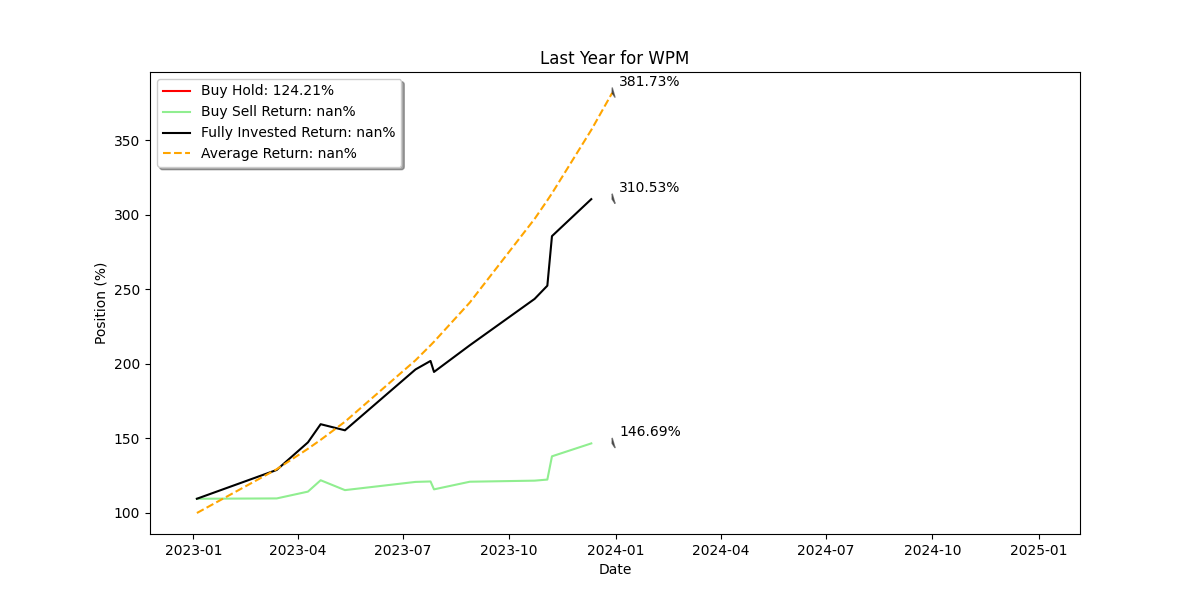 Last Year for WPM
Buy Hold: 124.21%
Buy Sell Return: nan%
Fully Invested Return: nan%
Average Return: nan%
381.73%
310.53%
146.69%
Position (%)
350
300
250
200
150
100
2023-01 2023-04 2023-07 2023-10 2024-01 2024-04 2024-07 2024-10 2025-01
Date